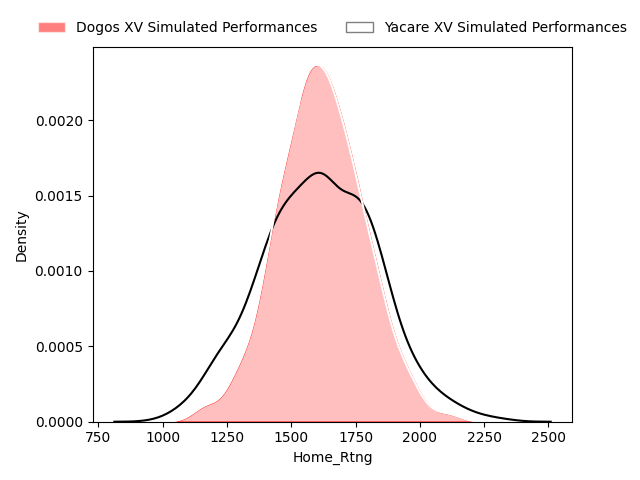 Dogos XV Simulated Performances Yacare XV Simulated Performances
0.0020
0.0015
0.0010
0.0005
0.0000
Density
750 1000 1250 1500 1750 2000 2250 2500
Home_Rtng